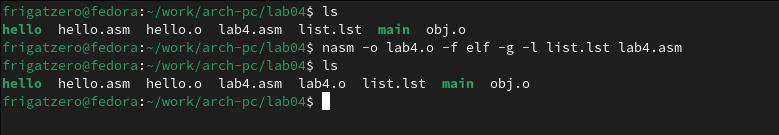 frigatzero@fedora:~/work/arch-pc/lab04$ ls
hello  hello.asm  hello.o  lab4.asm  list.lst  main  obj.o
frigatzero@fedora:~/work/arch-pc/lab04$ nasm -o lab4.o -f elf -g -l list.lst lab4.asm
frigatzero@fedora:~/work/arch-pc/lab04$ ls
hello  hello.asm  hello.o  lab4.asm  lab4.o  list.lst  main  obj.o
frigatzero@fedora:~/work/arch-pc/lab04$